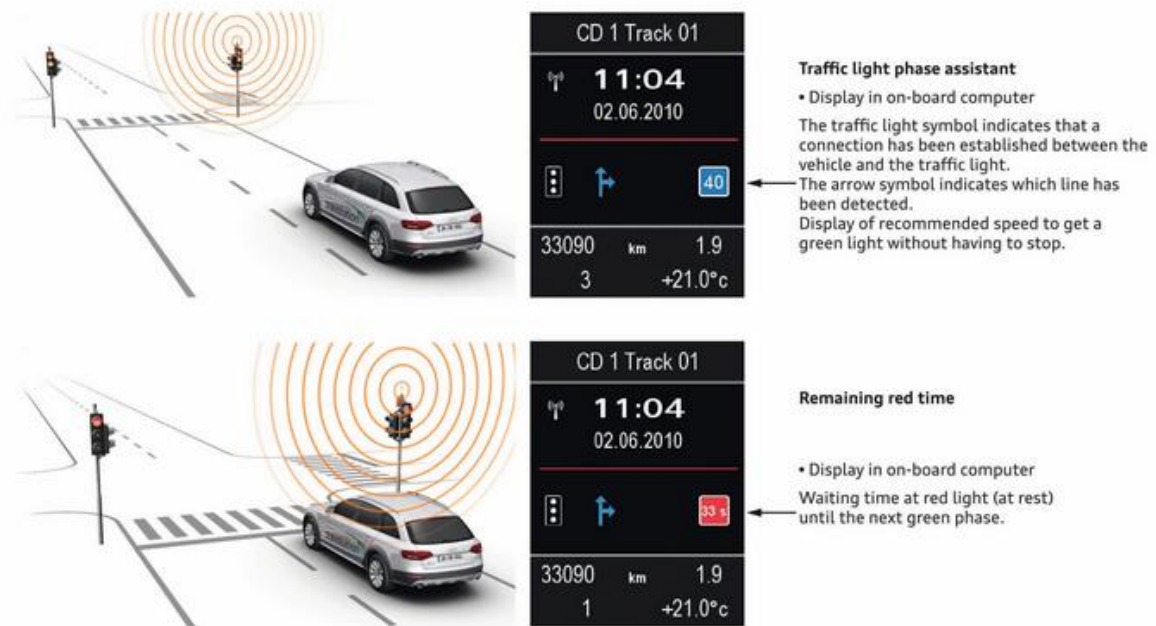 CD 1 Track 01
11:04
02.06.2010
40
33090 km 1.9
3 +21.0°c
Traffic light phase assistant
• Display in on-board computer
The traffic light symbol indicates that a
connection has been established between the
vehicle and the traffic light.
The arrow symbol indicates which line has
been detected.
Display of recommended speed to get a
green light without having to stop.
CD 1 Track 01
11:04
02.06.2010
33 s
33090 km 1.9
1 +21.0°c
Remaining red time
• Display in on-board computer
Waiting time at red light (at rest)
until the next green phase.